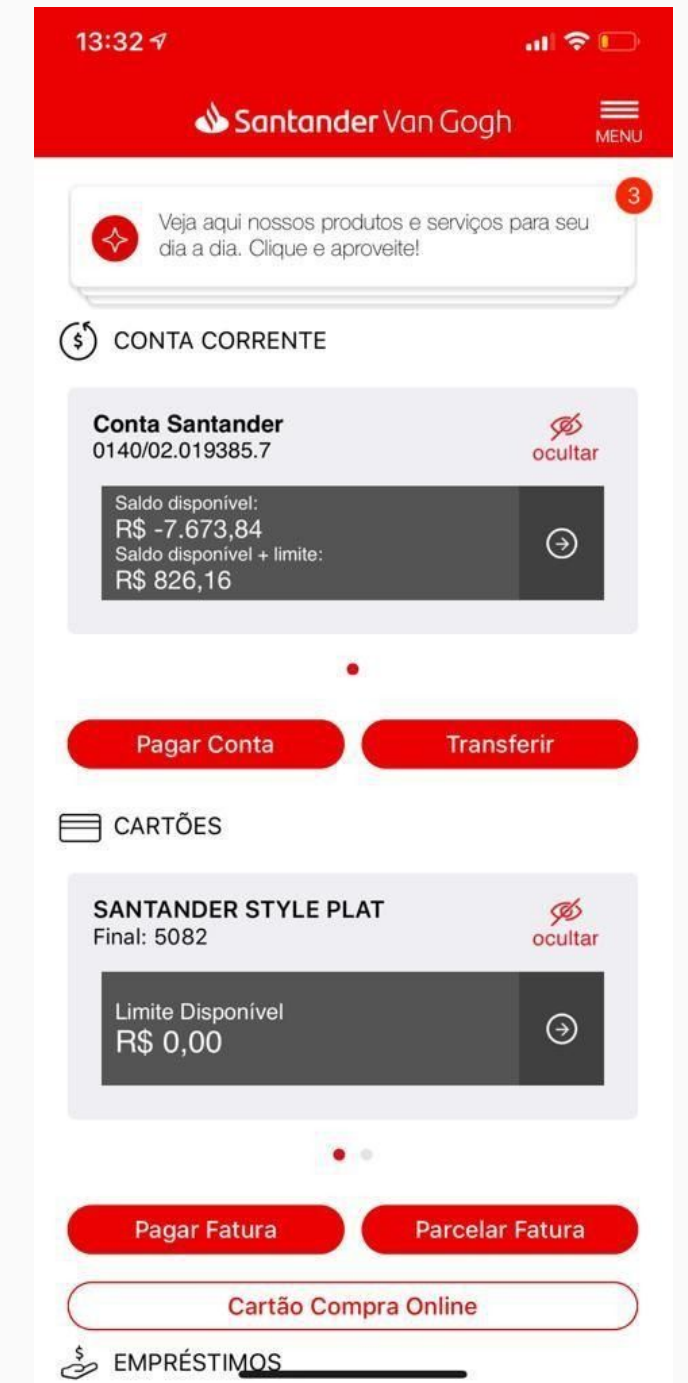 13:32
Santander Van Gogh
MENU
3
Veja aqui nossos produtos e serviços para seu
dia a dia. Clique e aproveite!
$ CONTA CORRENTE
Conta Santander
0140/02.019385.7
ocultar
Saldo disponível:
R$ -7.673,84
Saldo disponível + limite:
R$ 826,16
Pagar Conta
Transferir
CARTÕES
SANTANDER STYLE PLAT
Final: 5082
ocultar
Limite Disponível
R$ 0,00
Pagar Fatura
Parcelar Fatura
Cartão Compra Online
$ EMPRÉSTIMOS